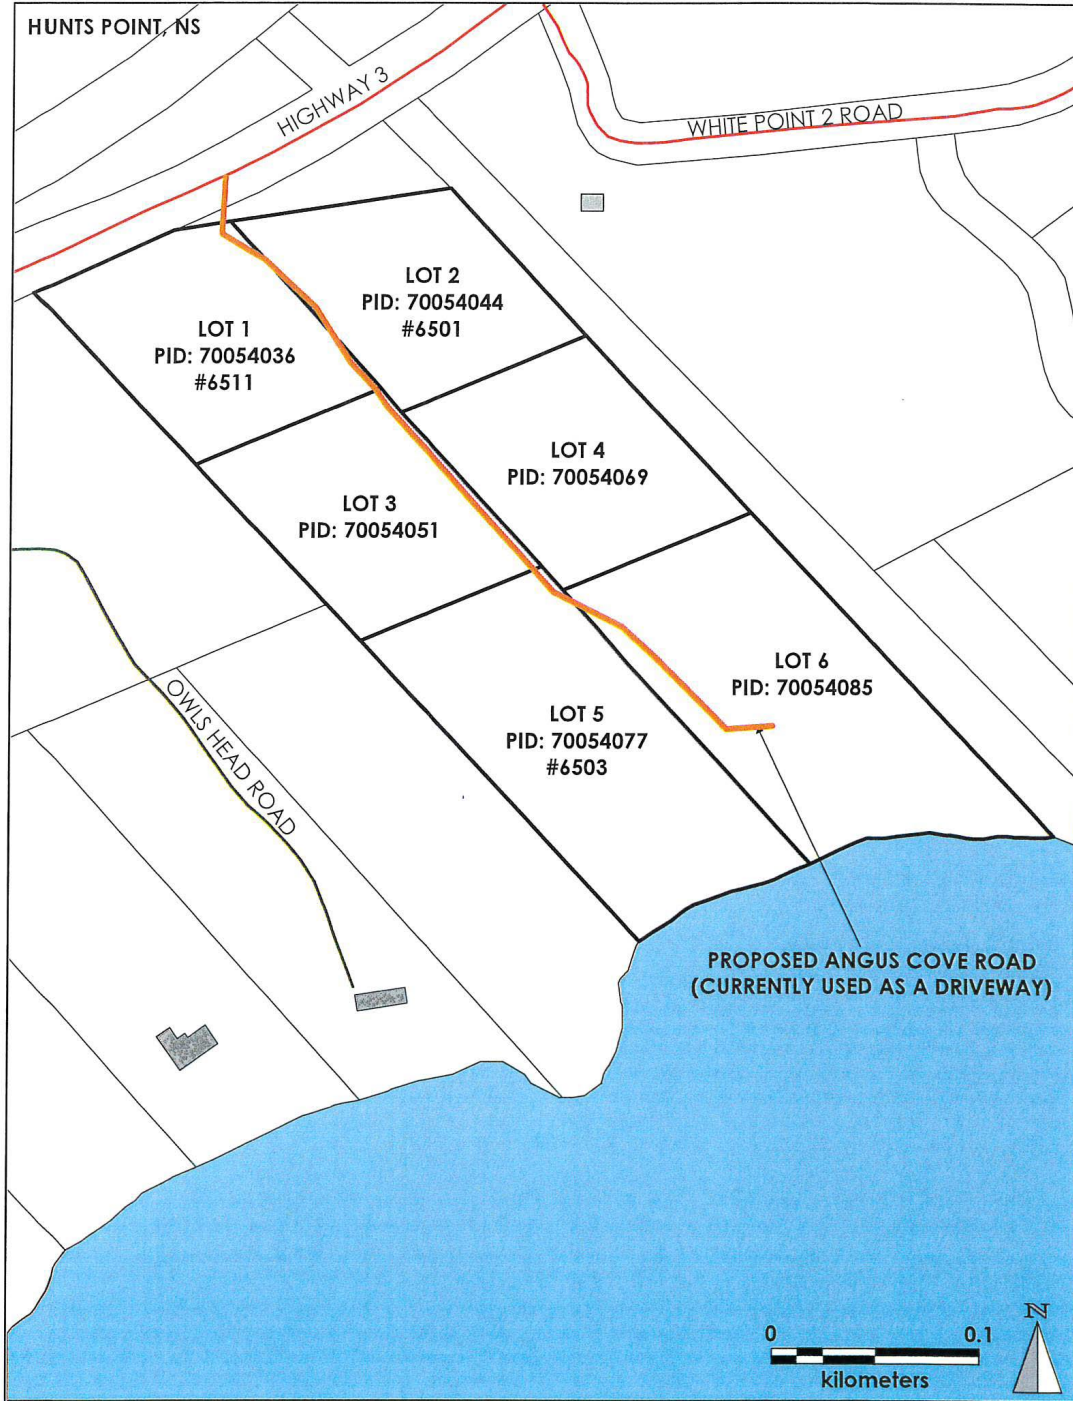 HUNTS POINT, NS
HIGHWAY 3
WHITE POINT 2 ROAD
LOT 2
PID: 70054044
#6501
LOT 1
PID: 70054036
#6511
LOT 4
PID: 70054069
LOT 3
PID: 70054051
LOT 6
PID: 70054085
LOT 5
PID: 70054077
#6503
OWLS HEAD ROAD
PROPOSED ANGUS COVE ROAD
(CURRENTLY USED AS A DRIVEWAY)
N
0 0.1
kilometers